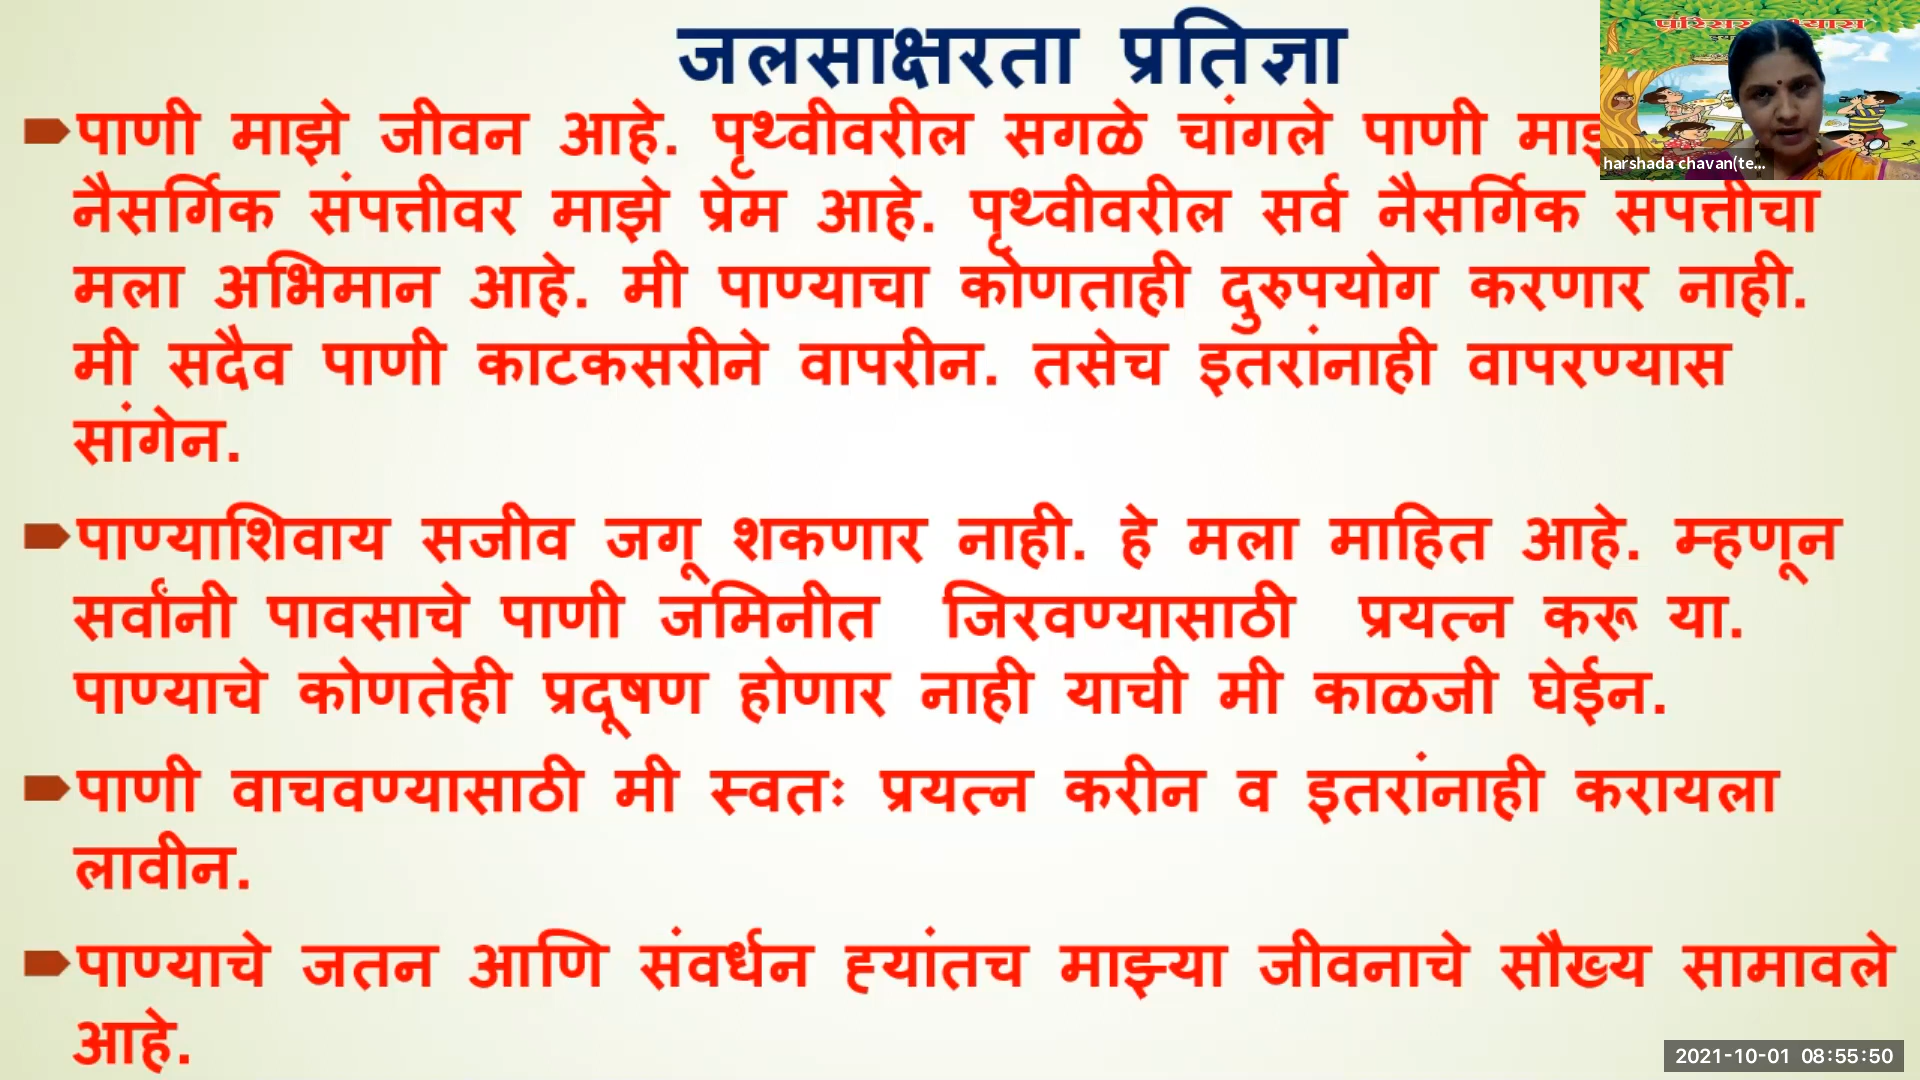 जलसाक्षरता प्रतिज्ञा
पाणी माझे जीवन आहे. पृथ्वीवरील सगळे चांगले पाणी
नैसर्गिक संपत्तीवर माझे प्रेम आहे. पृथ्वीवरील सर्व नैसर्गिक संपत्तीचा
मला अभिमान आहे. मी पाण्याचा कोणताही दुरुपयोग करणार नाही.
मी सदैव पाणी काटकसरीने वापरीन. तसेच इतरांनाही वापरण्यास
सांगेन.
पाण्याशिवाय सजीव जगू शकणार नाही. हे मला माहित आहे. म्हणून
सर्वांनी पावसाचे पाणी जमिनीत जिरवण्यासाठी प्रयत्न करू या.
पाण्याचे कोणतेही प्रदूषण होणार नाही याची मी काळजी घेईन.
पाणी वाचवण्यासाठी मी स्वतः प्रयत्न करीन व इतरांनाही करायला
लावीन.
पाण्याचे जतन आणि संवर्धन ह्यांतच माझ्या जीवनाचे सौख्य सामावले
आहे.
harshada chavan(te...
2021-10-01 08:55:50